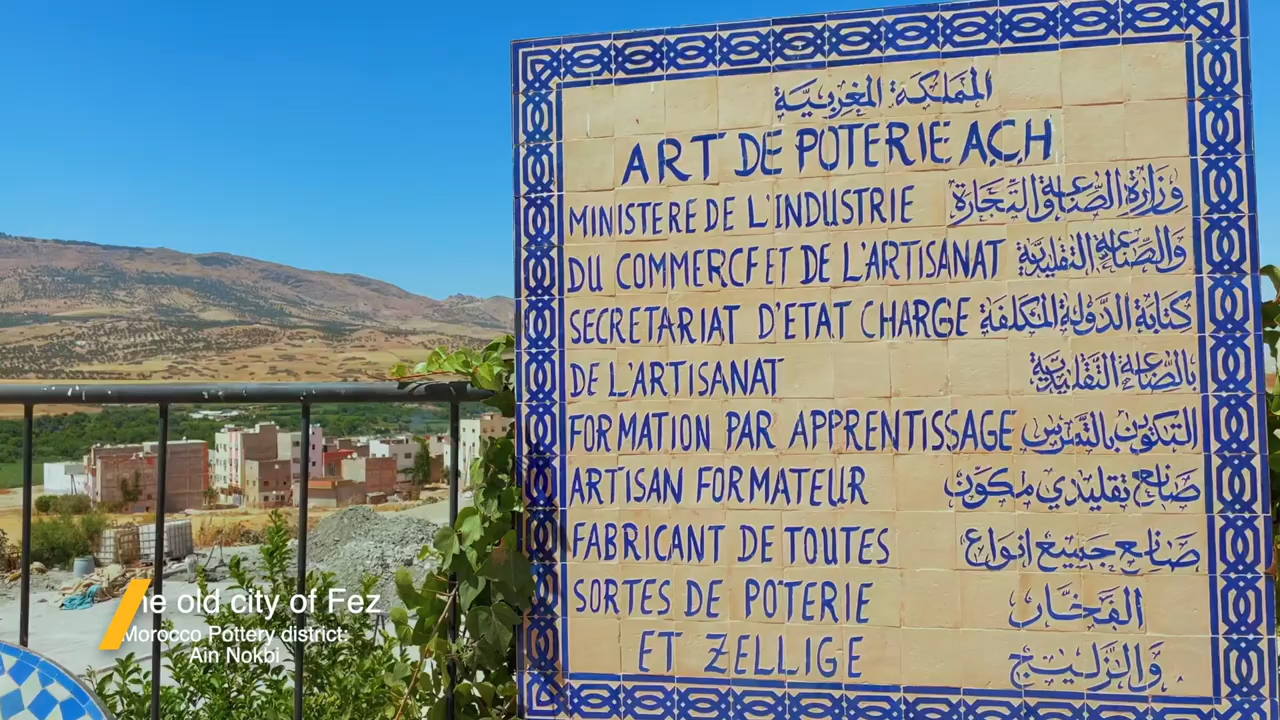 المملكة المغربية
ART DE POTERIE A.C.H
MINISTERE DE L'INDUSTRIE وزارة الصناعة والتجارة
DU COMMERCE ET DE L'ARTISANAT والصناعة التقليدية
SECRETARIAT D'ETAT CHARGE كتابة الدولة المكلفة
DE L'ARTISANAT بالصناعة التقليدية
FORMATION PAR APPRENTISSAGE التكوين بالتمرس
ARTISAN FORMATEUR صانع تقليدي مكون
FABRICANT DE TOUTES صانع جميع انواع
SORTES DE POTERIE الفخار
ET ZELLIGE والزليج
he old city of Fez
Morocco Pottery district:
Ain Nokbi